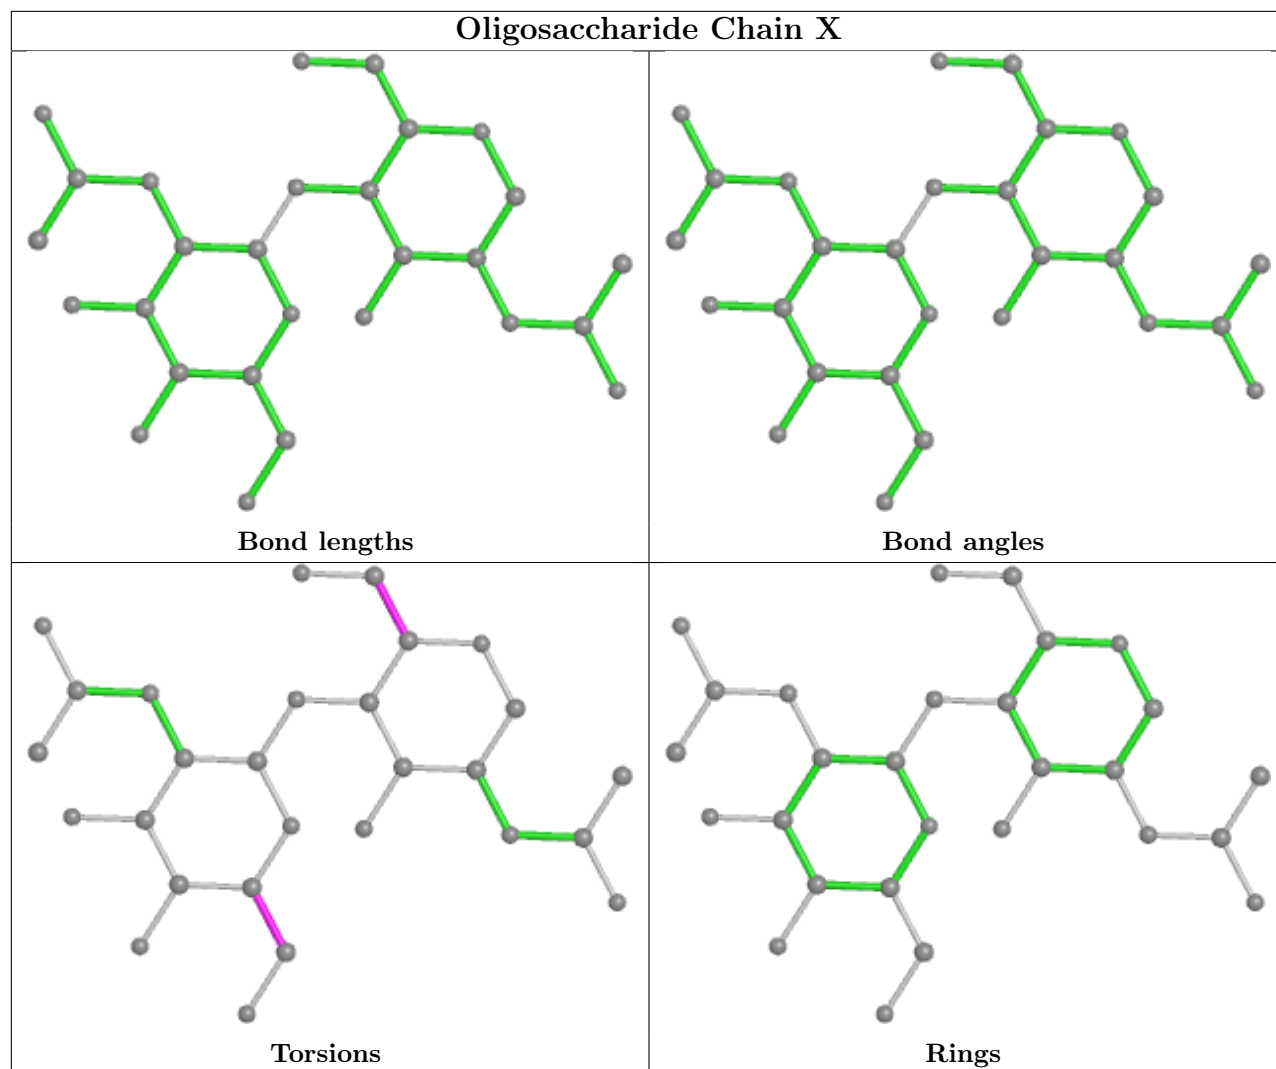 Oligosaccharide Chain X
Bond lengths
Bond angles
Torsions
Rings